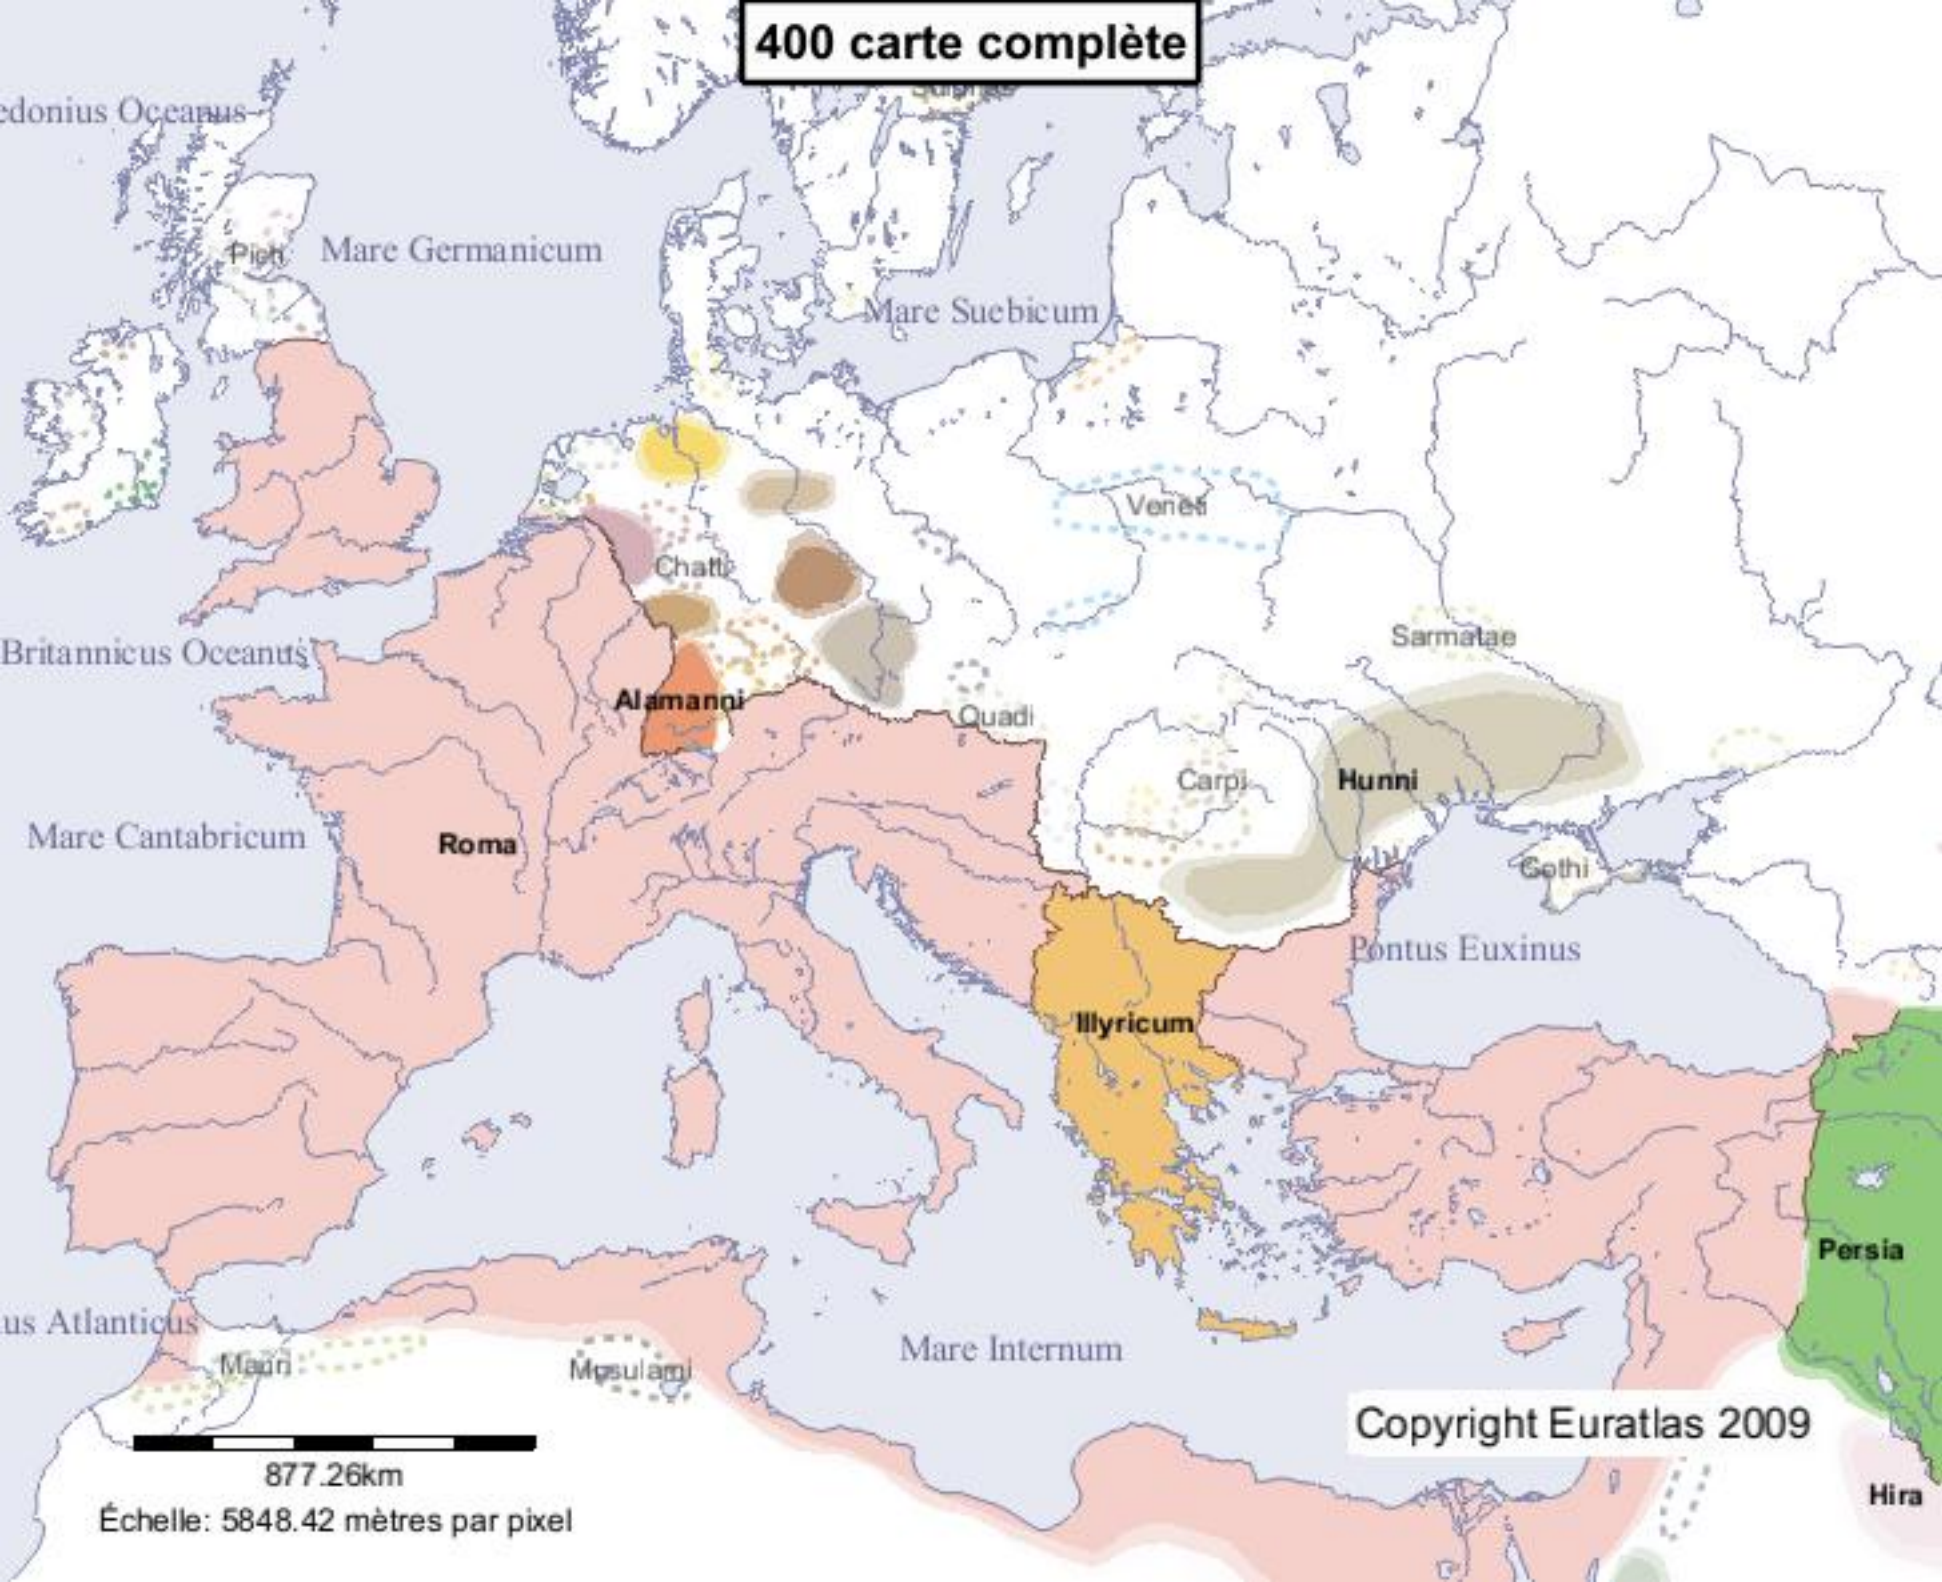 400 carte complète
edonius Oceanus
Picti
Mare Germanicum
Mare Suebicum
Veneti
Chatti
Sarmatae
Britannicus Oceanus
Alamanni
Quadi
Carpi
Hunni
Mare Cantabricum
Roma
Gothi
Pontus Euxinus
Illyricum
Persia
us Atlanticus
Mauri
Musulami
Mare Internum
Copyright Euratlas 2009
877.26km
Hira
Échelle: 5848.42 mètres par pixel